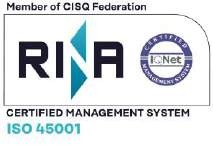 Member of CISQ Federation
RINA
CERTIFIED
IQNet
MANAGEMENT SYSTEM
CERTIFIED MANAGEMENT SYSTEM
ISO 45001